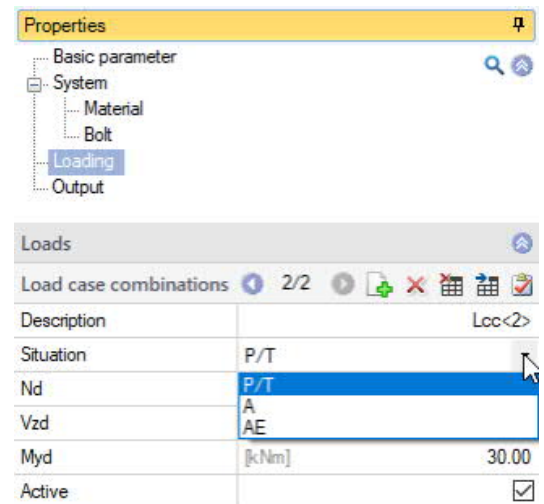 Properties
Basic parameter
System
Material
Bolt
Loading
Output
Loads
Load case combinations 2/2
Description Lcc<2>
Situation P/T
Nd P/T
A
Vzd AE
Myd [kNm] 30.00
Active